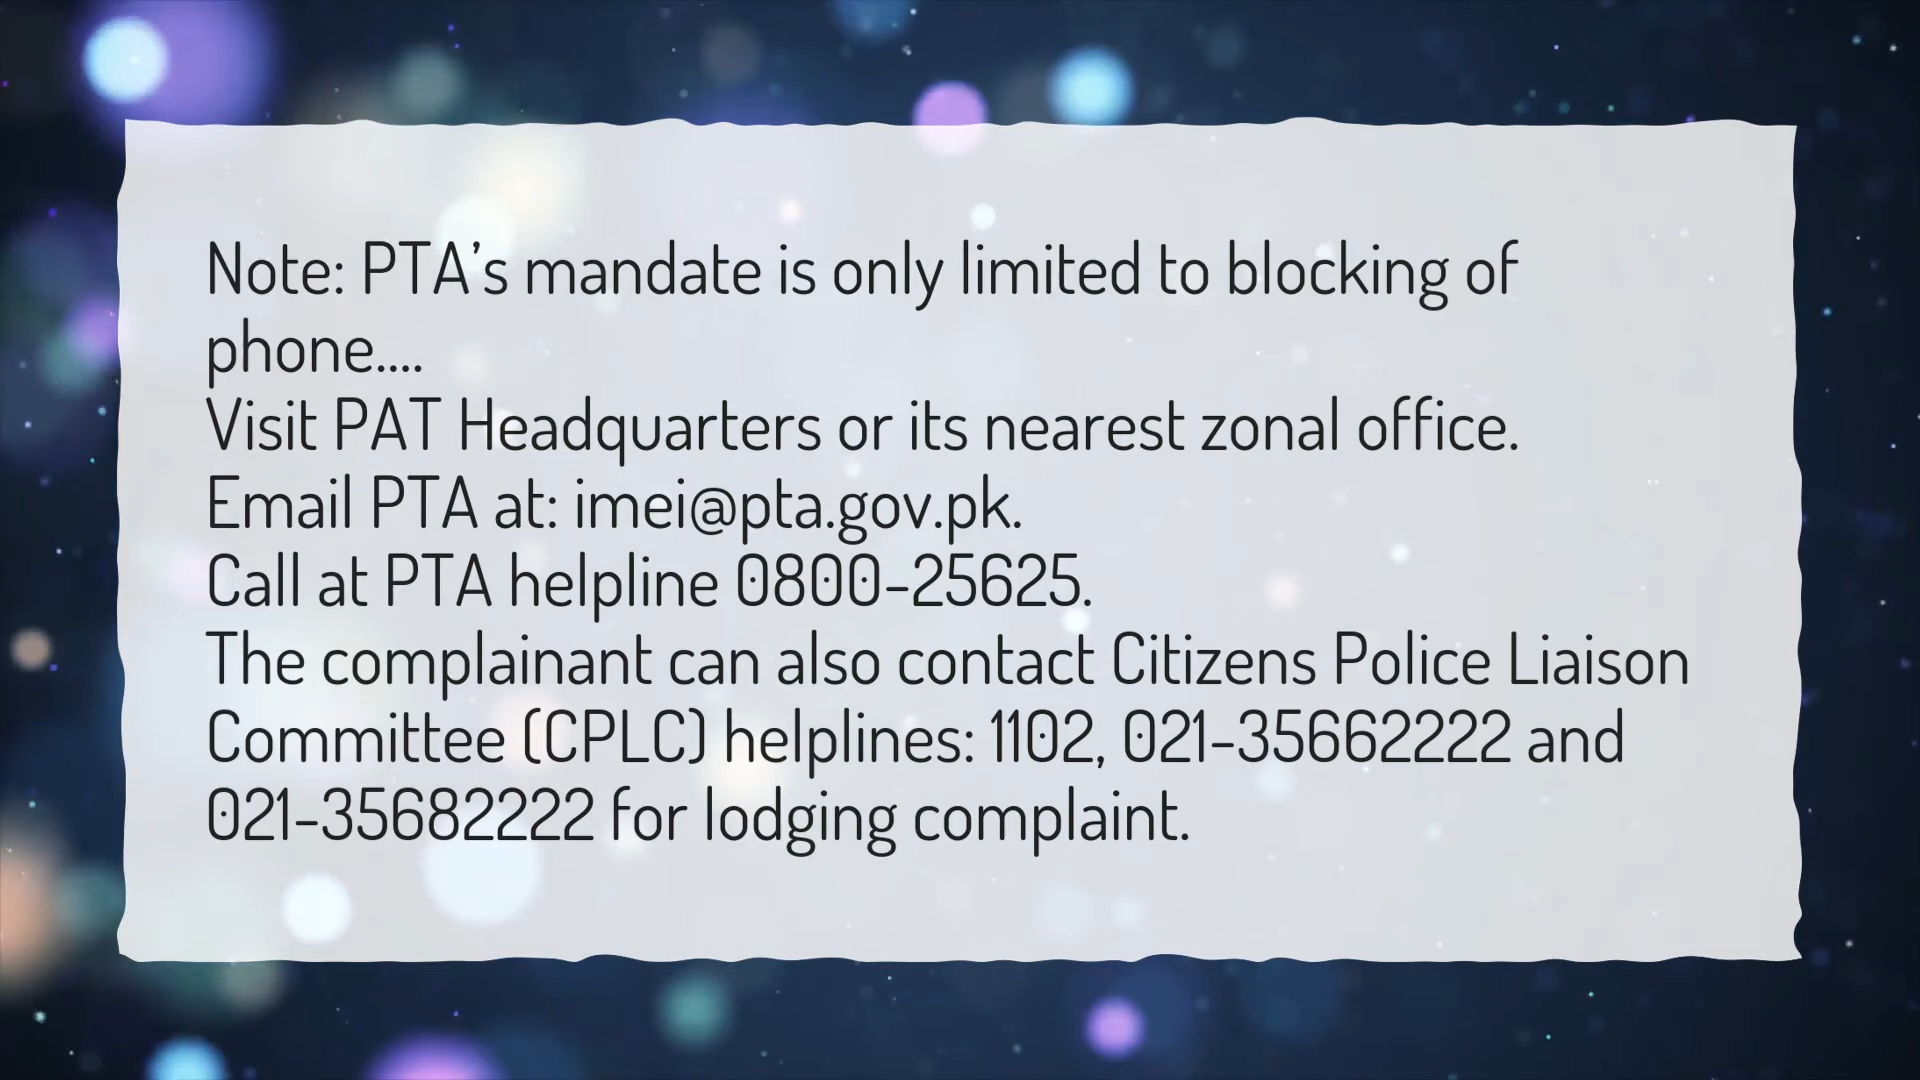 Note: PTA’s mandate is only limited to blocking of
phone....
Visit PAT Headquarters or its nearest zonal office.
Email PTA at: imei@pta.gov.pk.
Call at PTA helpline 0800-25625.
The complainant can also contact Citizens Police Liaison
Committee (CPLC) helplines: 1102, 021-35662222 and
021-35682222 for lodging complaint.